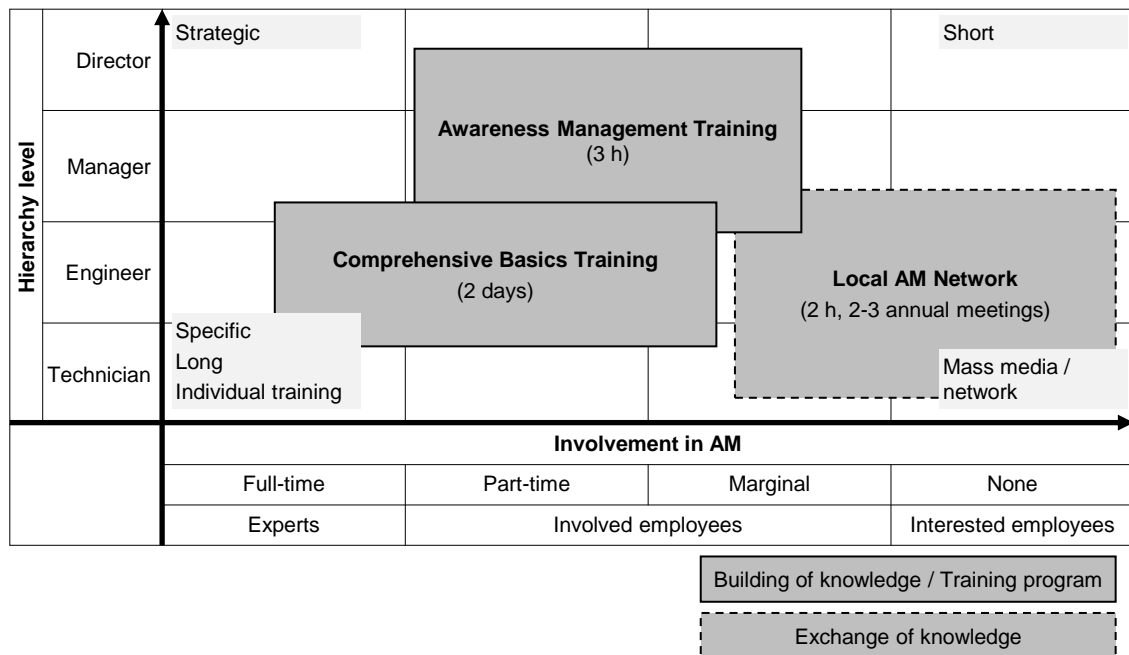 Strategic
Short
Director
Awareness Management Training
(3 h)
Manager
Hierarchy level
Comprehensive Basics Training
(2 days)
Engineer
Local AM Network
(2 h, 2-3 annual meetings)
Specific
Long
Individual training
Technician
Mass media /
network
Involvement in AM
Full-time
Part-time
Marginal
None
Experts
Involved employees
Interested employees
Building of knowledge / Training program
Exchange of knowledge